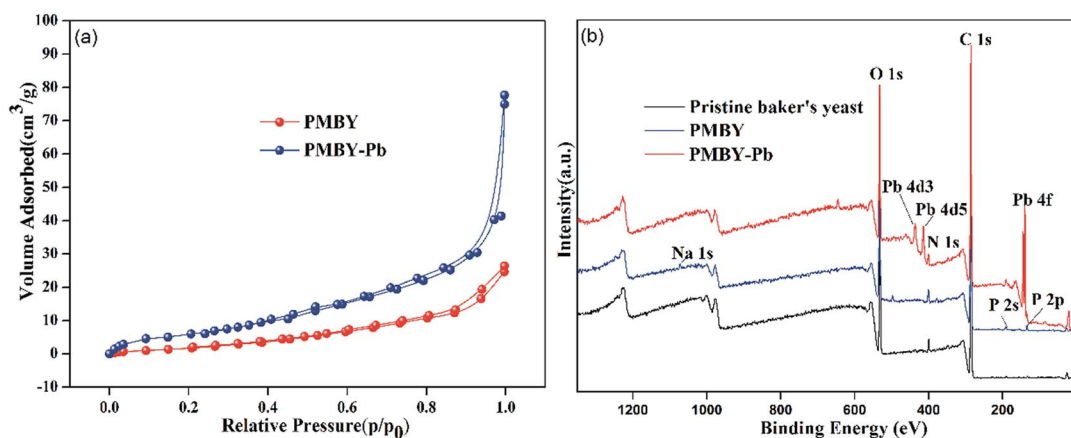 (a)
100
90
80
70
60
50
40
30
20
10
0
-10
Volume Adsorbed(cm³/g)
PMBY
PMBY-Pb
0.0 0.2 0.4 0.6 0.8 1.0
Relative Pressure(p/p₀)
(b)
C 1s
O 1s
Pristine baker's yeast
PMBY
PMBY-Pb
Pb 4d3
Pb 4d5
Pb 4f
N 1s
Na 1s
P 2s
P 2p
Intensity(a.u.)
1200 1000 800 600 400 200
Binding Energy (eV)